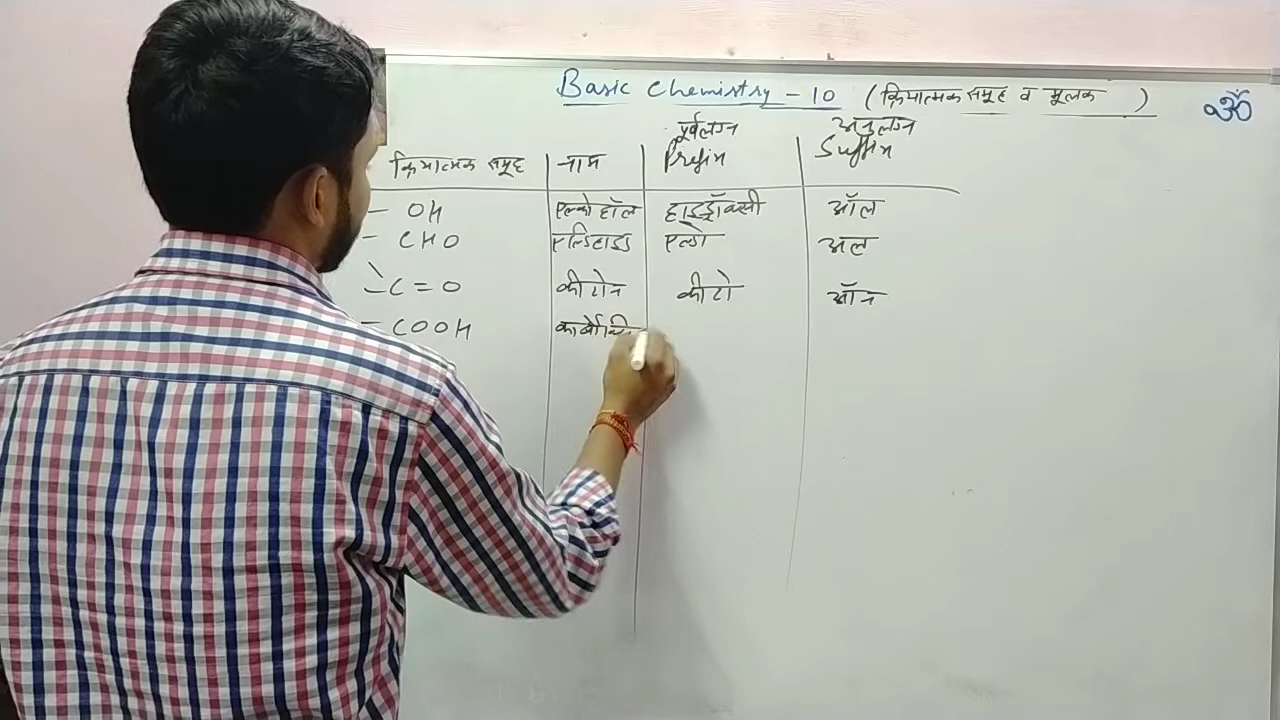 Basic Chemistry - 10 (क्रियात्मक समूह व मूलक ) ॐ
पूर्वलग्न अनुलग्न
क्रियात्मक समूह नाम Prefix Suffix
- OH एल्कोहॉल हाइड्रॉक्सी ऑल
- CHO एल्डिहाइड एल्डो अल
C = O कीटोन कीटो ऑन
- COOH कार्बोक्सि